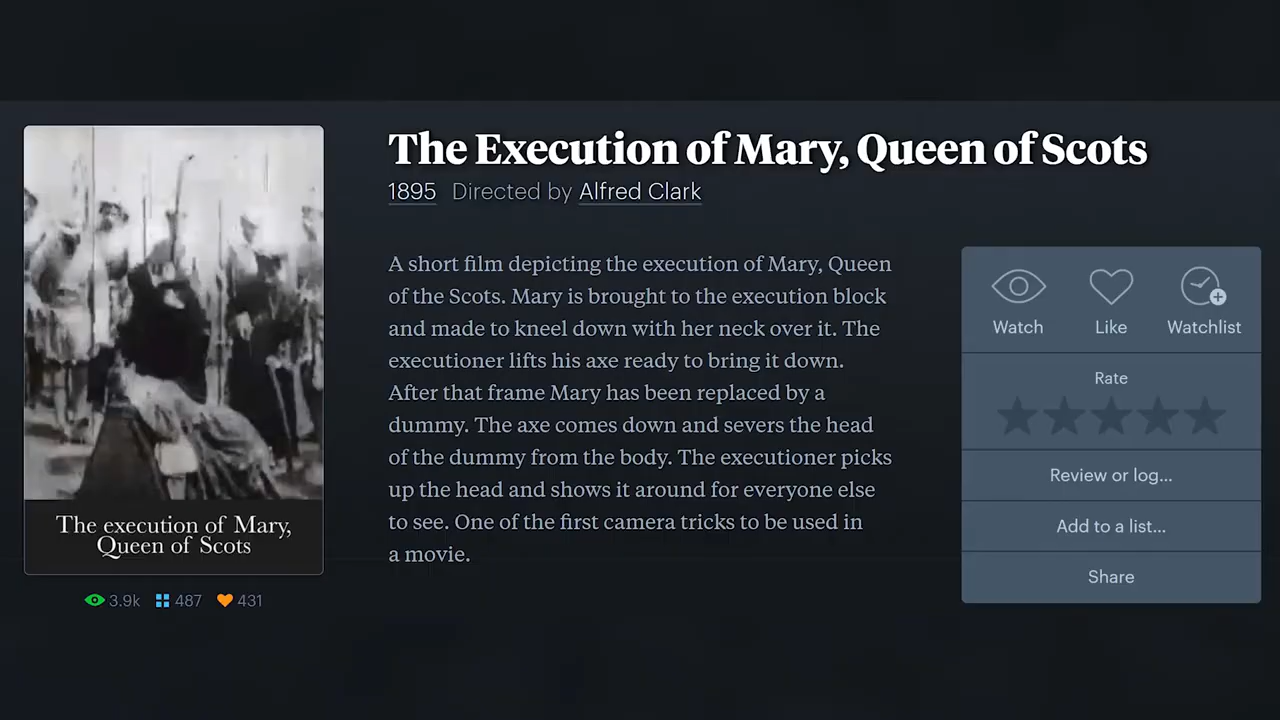 The Execution of Mary, Queen of Scots
1895 Directed by Alfred Clark
A short film depicting the execution of Mary, Queen
of the Scots. Mary is brought to the execution block
and made to kneel down with her neck over it. The
executioner lifts his axe ready to bring it down.
After that frame Mary has been replaced by a
dummy. The axe comes down and severs the head
of the dummy from the body. The executioner picks
up the head and shows it around for everyone else
to see. One of the first camera tricks to be used in
a movie.
The execution of Mary,
Queen of Scots
3.9k 487 431
Watch Like Watchlist
Rate
Review or log...
Add to a list...
Share